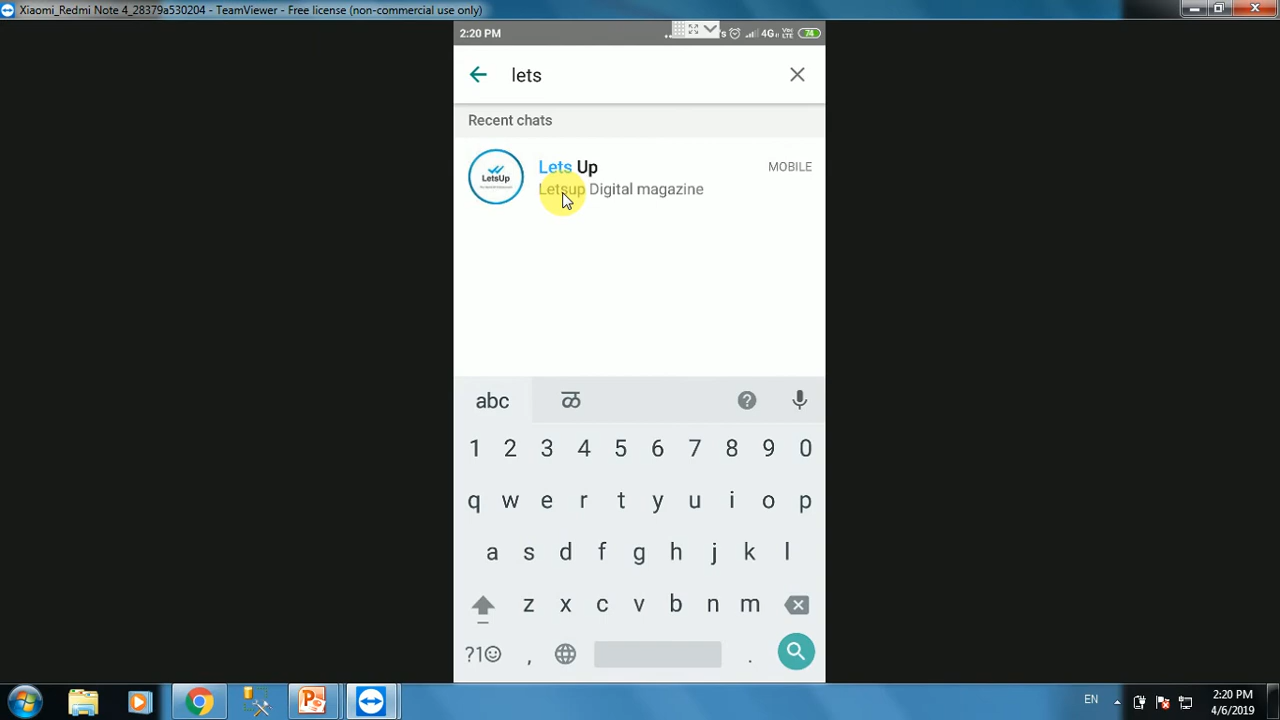 Xiaomi_Redmi Note 4_28379a530204 - TeamViewer - Free license (non-commercial use only)
2:20 PM
4G
VoLTE
74
lets
Recent chats
LetsUp
Lets Up
MOBILE
Letsup Digital magazine
abc ळ ?
1 2 3 4 5 6 7 8 9 0
q w e r t y u i o p
a s d f g h j k l
z x c v b n m
?1☺ , .
EN
2:20 PM
4/6/2019